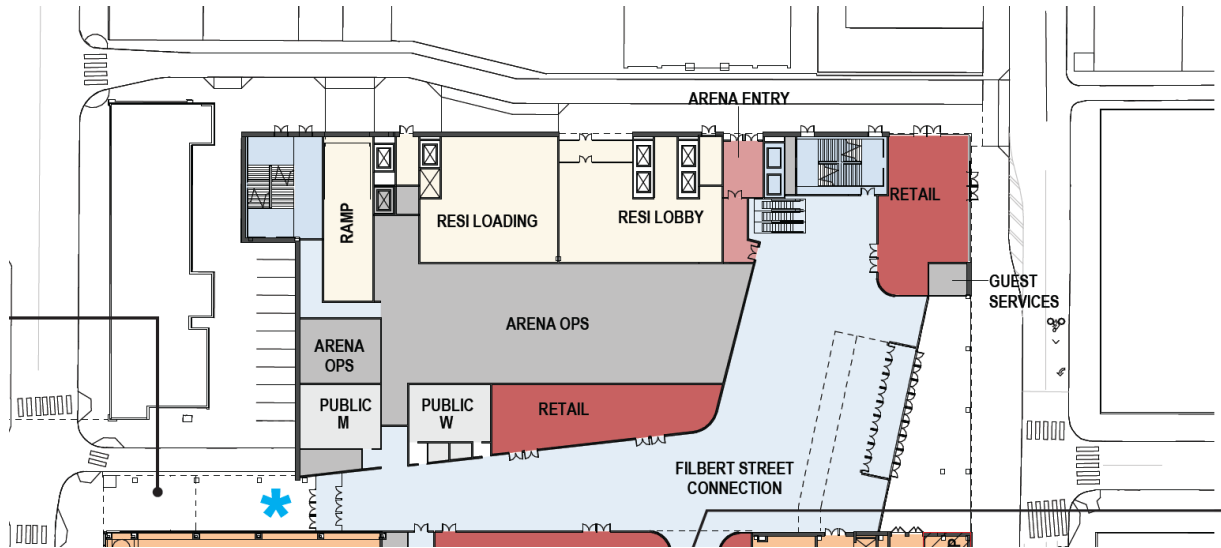 ARENA ENTRY
RAMP
RESI LOADING
RESI LOBBY
RETAIL
GUEST
SERVICES
ARENA OPS
ARENA
OPS
PUBLIC
M
PUBLIC
W
RETAIL
FILBERT STREET
CONNECTION